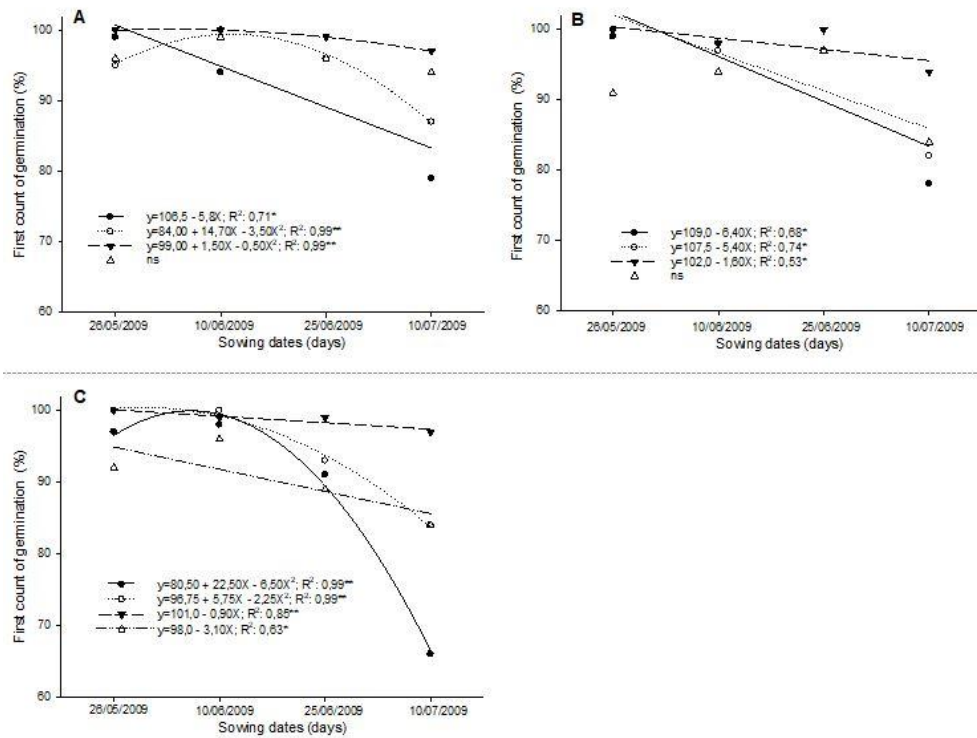 A
First count of germination (%)
100
90
80
70
60
y=106,5 - 5,8X; R²: 0,71*
y=84,00 + 14,70X - 3,50X²; R²: 0,99**
y=99,00 + 1,50X - 0,50X²; R²: 0,99**
ns
26/05/2009 10/06/2009 25/06/2009 10/07/2009
Sowing dates (days)
B
First count of germination (%)
100
90
80
70
60
y=109,0 - 6,40X; R²: 0,68*
y=107,5 - 5,40X; R²: 0,74*
y=102,0 - 1,60X; R²: 0,53*
ns
26/05/2009 10/06/2009 25/06/2009 10/07/2009
Sowing dates (days)
C
First count of germination (%)
100
90
80
70
60
y=80,50 + 22,50X - 6,50X²; R²: 0,99**
y=96,75 + 5,75X - 2,25X²; R²: 0,99**
y=101,0 - 0,90X; R²: 0,85**
y=98,0 - 3,10X; R²: 0,63*
26/05/2009 10/06/2009 25/06/2009 10/07/2009
Sowing dates (days)